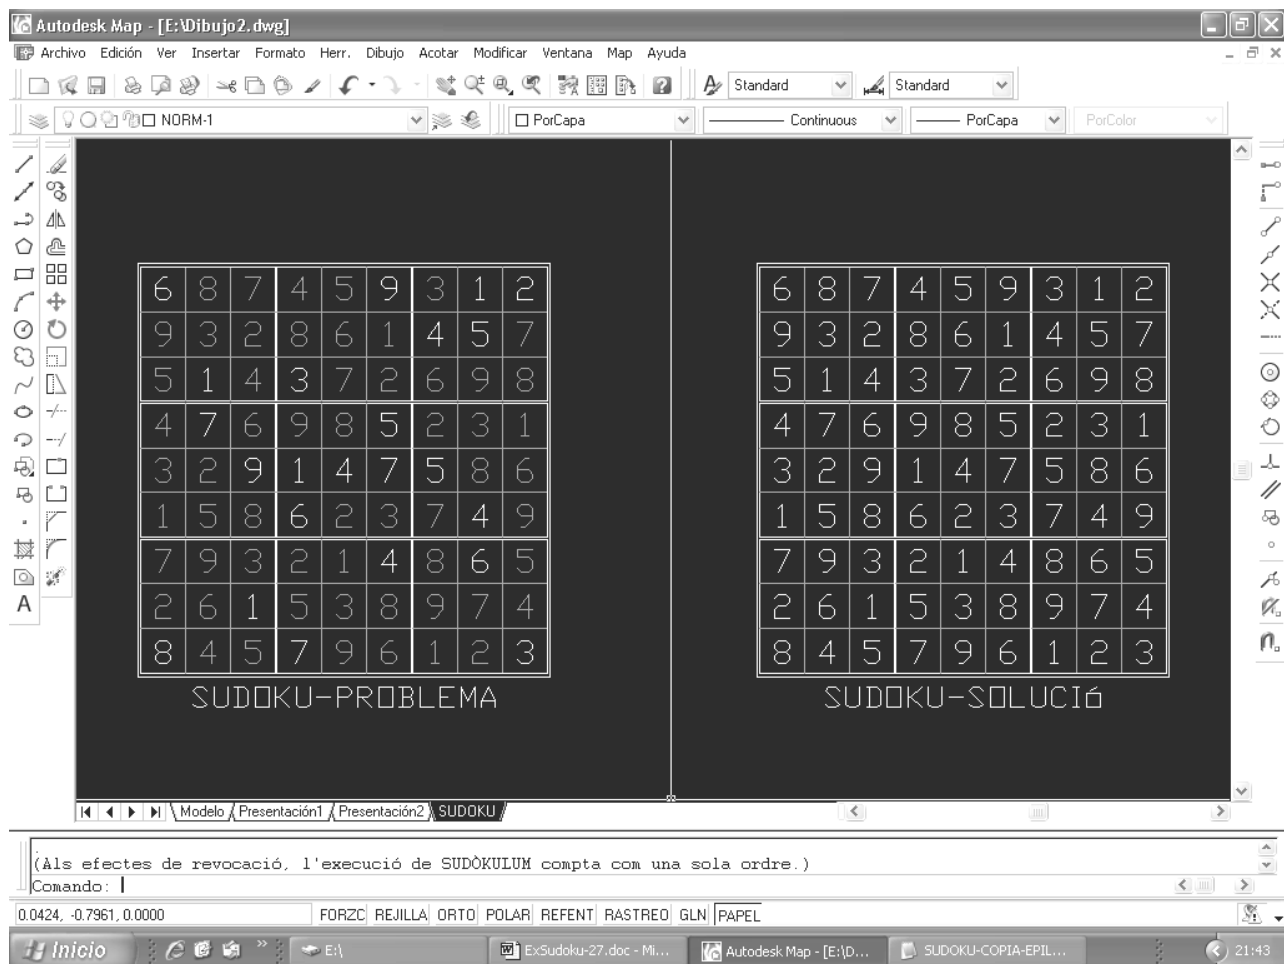 Autodesk Map - [E:\Dibujo2.dwg]
Archivo Edición Ver Insertar Formato Herr. Dibujo Acotar Modificar Ventana Map Ayuda
Standard Standard
NORM-1 PorCapa Continuous PorCapa PorColor
6 8 7 4 5 9 3 1 2 6 8 7 4 5 9 3 1 2
9 3 2 8 6 1 4 5 7 9 3 2 8 6 1 4 5 7
5 1 4 3 7 2 6 9 8 5 1 4 3 7 2 6 9 8
4 7 6 9 8 5 2 3 1 4 7 6 9 8 5 2 3 1
3 2 9 1 4 7 5 8 6 3 2 9 1 4 7 5 8 6
1 5 8 6 2 3 7 4 9 1 5 8 6 2 3 7 4 9
7 9 3 2 1 4 8 6 5 7 9 3 2 1 4 8 6 5
2 6 1 5 3 8 9 7 4 2 6 1 5 3 8 9 7 4
8 4 5 7 9 6 1 2 3 8 4 5 7 9 6 1 2 3
SUDOKU-PROBLEMA SUDOKU-SOLUCIó
A
Modelo Presentación1 Presentación2 SUDOKU
(Als efectes de revocació, l'execució de SUDÒKULUM compta com una sola ordre.)
Comando:
0.0424, -0.7961, 0.0000 FORZC REJILLA ORTO POLAR REFENT RASTREO GLN PAPEL
Inicio E:\ ExSudoku-27.doc - Mi... Autodesk Map - [E:\D... SUDOKU-COPIA-EPIL... 21:43